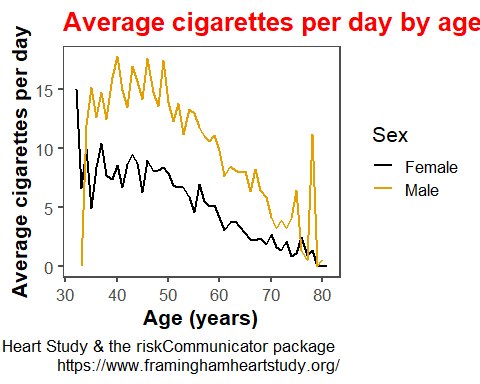 Average cigarettes per day by age
Average cigarettes per day
15
10
5
0
30
40
50
60
70
80
Age (years)
Sex
Female
Male
Heart Study & the riskCommunicator package
https://www.framinghamheartstudy.org/